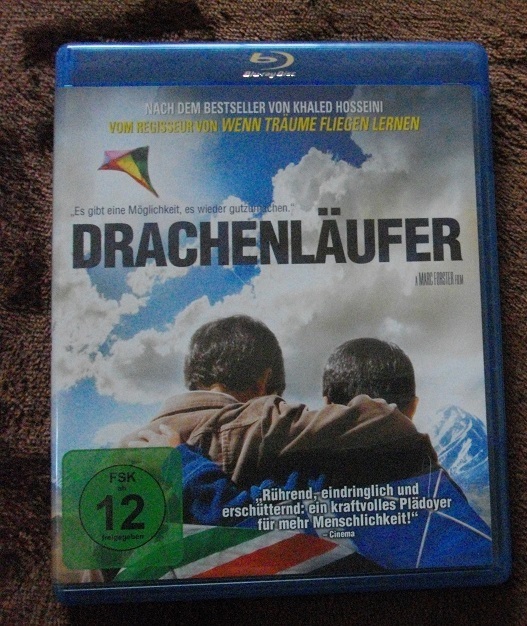 Blu-ray Disc
NACH DEM BESTSELLER VON KHALED HOSSEINI
VOM REGISSEUR VON WENN TRÄUME FLIEGEN LERNEN
„Es gibt eine Möglichkeit, es wieder gutzumachen."
DRACHENLÄUFER
A MARC FORSTER FILM
FSK
ab
12
freigegeben
„Rührend, eindringlich und
erschütternd: ein kraftvolles Plädoyer
für mehr Menschlichkeit!"
– Cinema